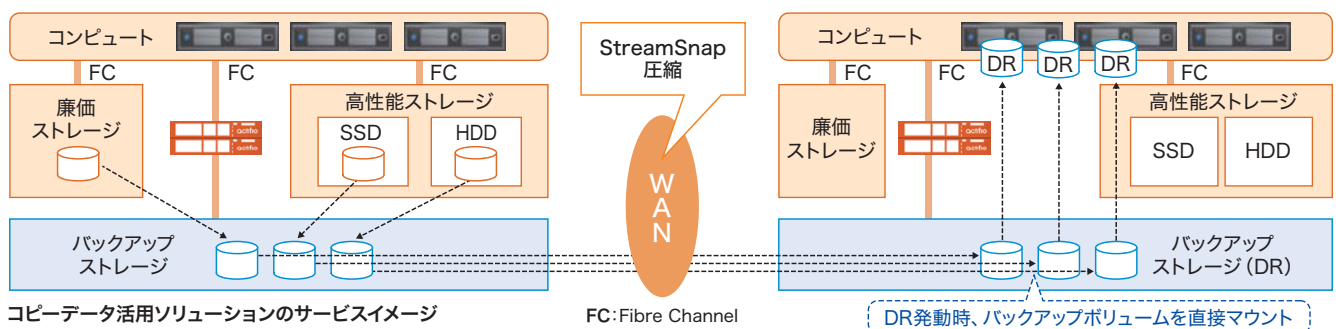 コンピュート
FC
FC
FC
廉価
ストレージ
actifio
actifio
高性能ストレージ
SSD
HDD
バックアップ
ストレージ
StreamSnap
圧縮
WAN
コンピュート
DR
DR
DR
FC
FC
FC
廉価
ストレージ
actifio
actifio
高性能ストレージ
SSD
HDD
バックアップ
ストレージ（DR）
コピーデータ活用ソリューションのサービスイメージ
FC：Fibre Channel
DR発動時、バックアップボリュームを直接マウント